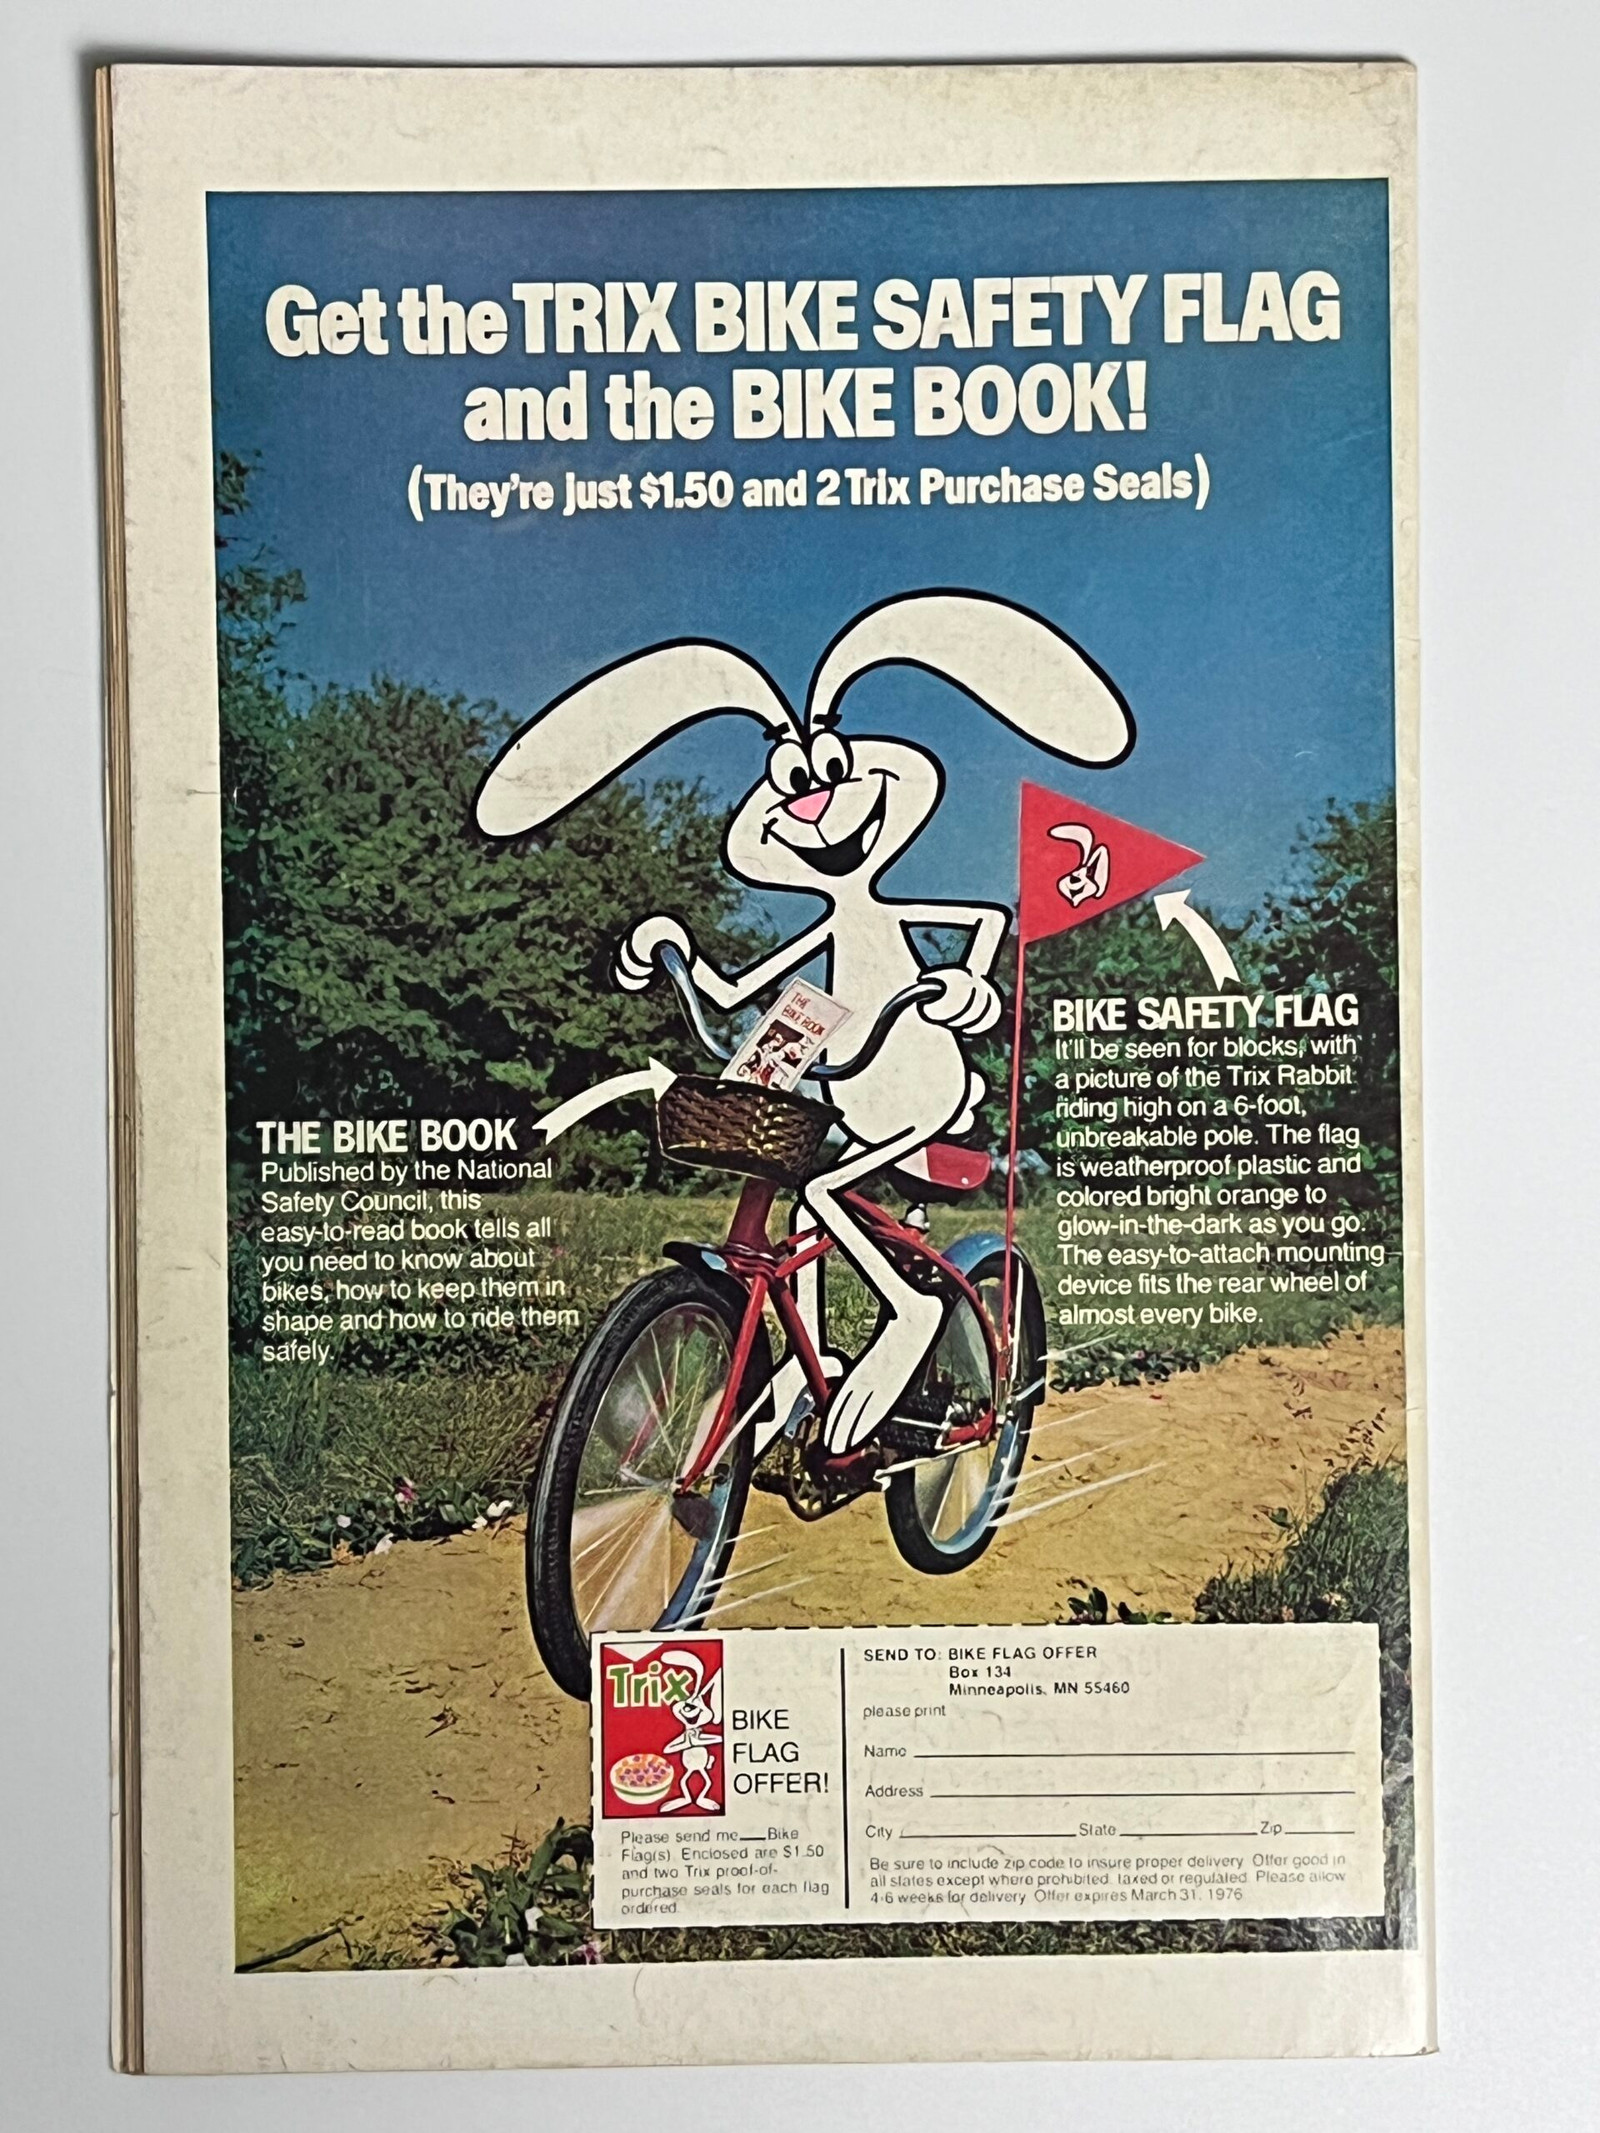 Get the TRIX BIKE SAFETY FLAG
and the BIKE BOOK!
(They're just $1.50 and 2 Trix Purchase Seals)
THE
BIKE BOOK
THE BIKE BOOK
Published by the National
Safety Council, this
easy-to-read book tells all
you need to know about
bikes, how to keep them in
shape and how to ride them
safely.
BIKE SAFETY FLAG
It'll be seen for blocks, with
a picture of the Trix Rabbit
riding high on a 6-foot,
unbreakable pole. The flag
is weatherproof plastic and
colored bright orange to
glow-in-the-dark as you go.
The easy-to-attach mounting
device fits the rear wheel of
almost every bike.
Trix
BIKE
FLAG
OFFER!
Please send me___Bike
Flag(s). Enclosed are $1.50
and two Trix proof-of-
purchase seals for each flag
ordered.
SEND TO: BIKE FLAG OFFER
Box 134
Minneapolis, MN 55460
please print
Name
Address
City State Zip
Be sure to include zip code to insure proper delivery. Offer good in
all states except where prohibited, taxed or regulated. Please allow
4-6 weeks for delivery. Offer expires March 31, 1976.